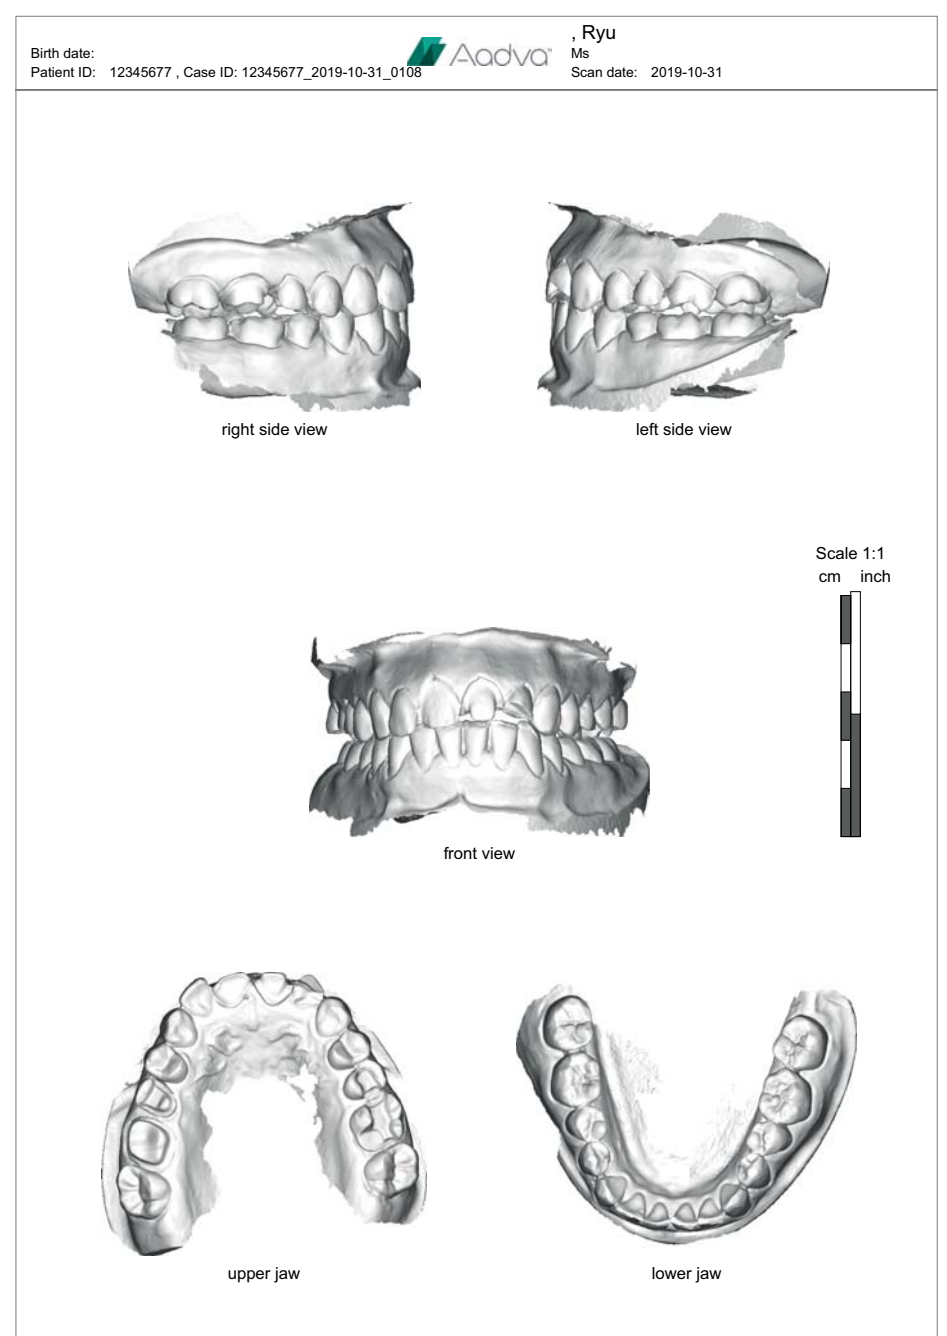 Birth date:
Patient ID: 12345677 , Case ID: 12345677_2019-10-31_0108
Aadva
, Ryu
Ms
Scan date: 2019-10-31
right side view
left side view
Scale 1:1
cm inch
front view
upper jaw
lower jaw